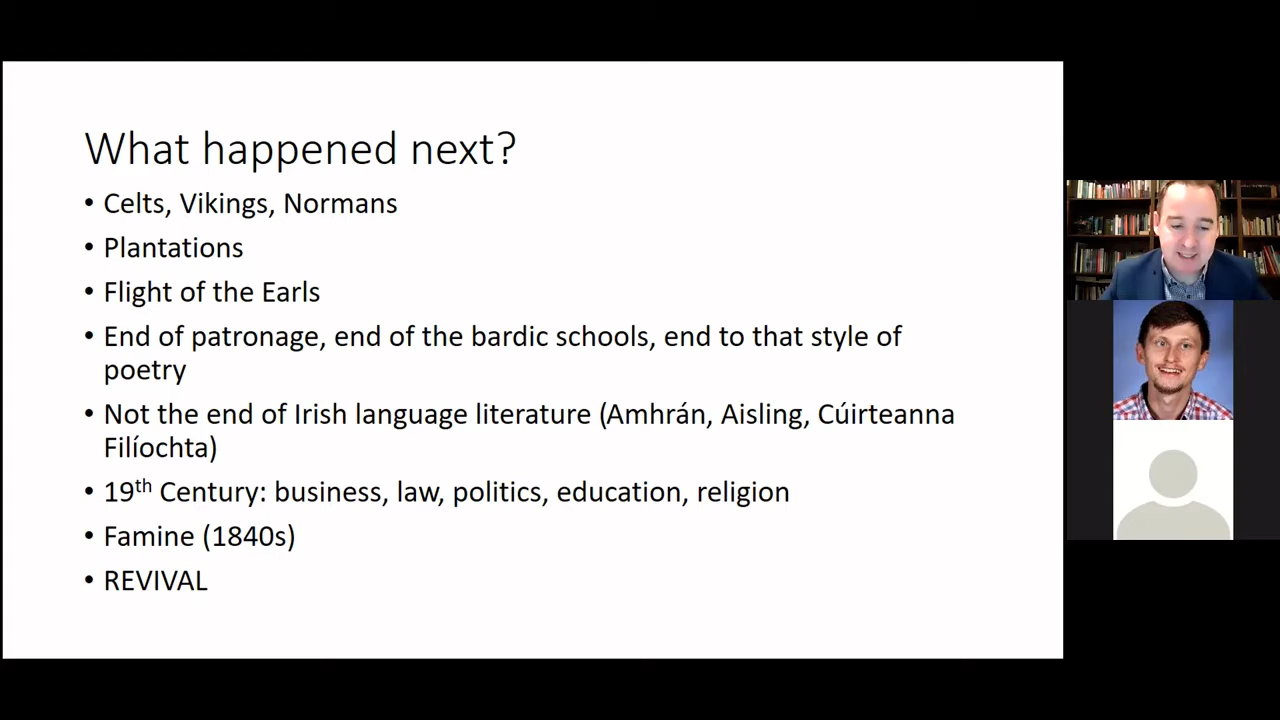 What happened next?
• Celts, Vikings, Normans
• Plantations
• Flight of the Earls
• End of patronage, end of the bardic schools, end to that style of
poetry
• Not the end of Irish language literature (Amhrán, Aisling, Cúirteanna
Filíochta)
• 19th Century: business, law, politics, education, religion
• Famine (1840s)
• REVIVAL